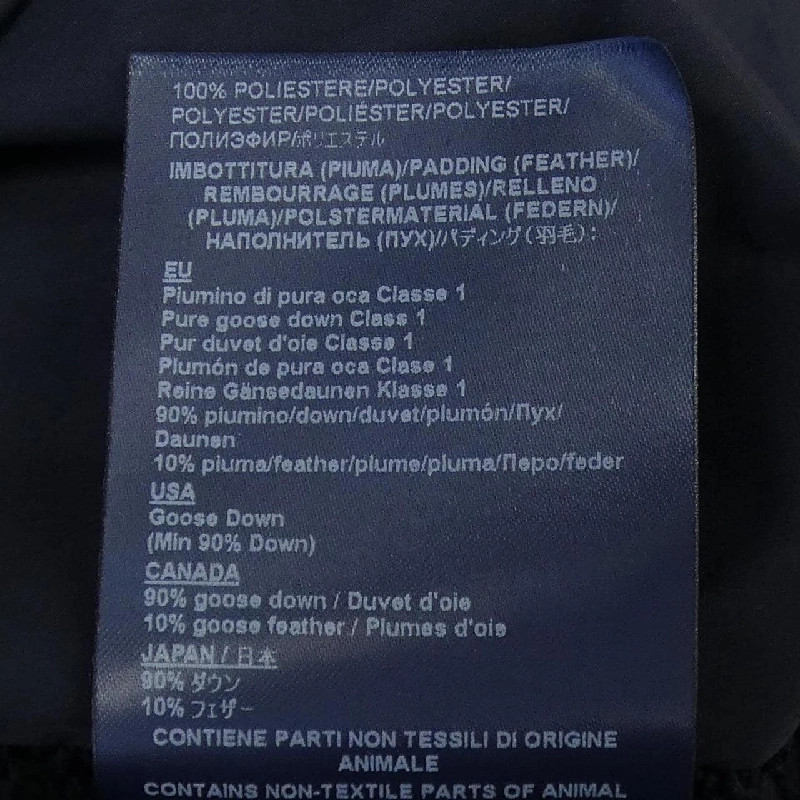 100% POLIESTERE/POLYESTER/
POLYESTER/POLIÉSTER/POLYESTER/
ПОЛИЭФИР/ポリエステル
IMBOTTITURA (PIUMA)/PADDING (FEATHER)/
REMBOURRAGE (PLUMES)/RELLENO
(PLUMA)/POLSTERMATERIAL (FEDERN)/
НАПОЛНИТЕЛЬ (ПУХ)/パディング(羽毛):
EU
Piumino di pura oca Classe 1
Pure goose down Class 1
Pur duvet d'oie Classe 1
Plumón de pura oca Classe 1
Reine Gänsedaunen Klasse 1
90% piumino/down/duvet/plumón/Пух/
Daunen
10% piuma/feather/plume/pluma/Перо/feder
USA
Goose Down
(Min 90% Down)
CANADA
90% goose down / Duvet d'oie
10% goose feather / Plumes d'oie
JAPAN / 日本
90% ダウン
10% フェザー
CONTIENE PARTI NON TESSILI DI ORIGINE
ANIMALE
CONTAINS NON-TEXTILE PARTS OF ANIMAL